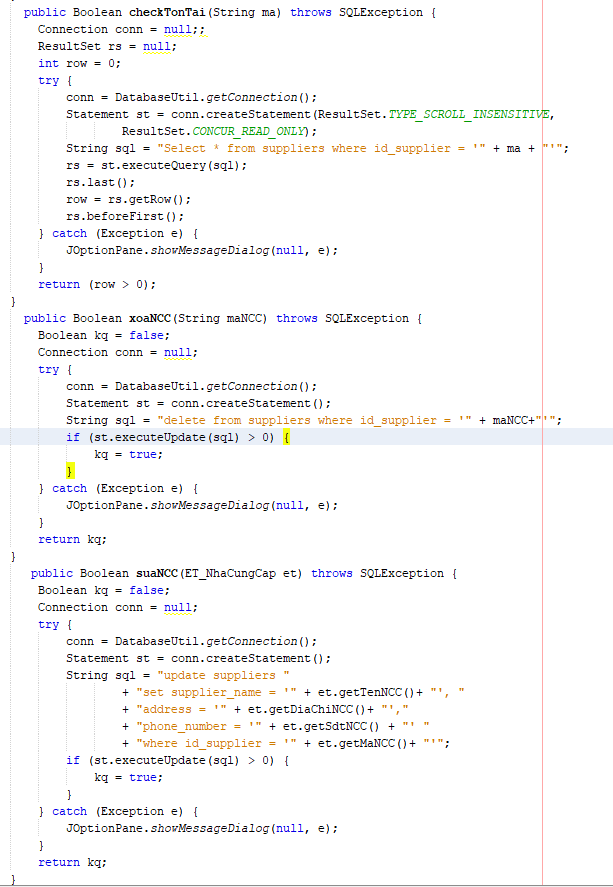 public Boolean checkTonTai(String ma) throws SQLException {
Connection conn = null;;
ResultSet rs = null;
int row = 0;
try {
conn = DatabaseUtil.getConnection();
Statement st = conn.createStatement(ResultSet.TYPE_SCROLL_INSENSITIVE,
ResultSet.CONCUR_READ_ONLY);
String sql = "Select * from suppliers where id_supplier = '" + ma + "'";
rs = st.executeQuery(sql);
rs.last();
row = rs.getRow();
rs.beforeFirst();
} catch (Exception e) {
JOptionPane.showMessageDialog(null, e);
}
return (row > 0);
}
public Boolean xoaNCC(String maNCC) throws SQLException {
Boolean kq = false;
Connection conn = null;
try {
conn = DatabaseUtil.getConnection();
Statement st = conn.createStatement();
String sql = "delete from suppliers where id_supplier = '" + maNCC+"'";
if (st.executeUpdate(sql) > 0) {
kq = true;
}
} catch (Exception e) {
JOptionPane.showMessageDialog(null, e);
}
return kq;
}
public Boolean suaNCC(ET_NhaCungCap et) throws SQLException {
Boolean kq = false;
Connection conn = null;
try {
conn = DatabaseUtil.getConnection();
Statement st = conn.createStatement();
String sql = "update suppliers "
+ "set supplier_name = '" + et.getTenNCC()+ "', "
+ "address = '" + et.getDiaChiNCC()+ "',"
+ "phone_number = '" + et.getSdtNCC() + "' "
+ "where id_supplier = '" + et.getMaNCC()+ "'";
if (st.executeUpdate(sql) > 0) {
kq = true;
}
} catch (Exception e) {
JOptionPane.showMessageDialog(null, e);
}
return kq;
}